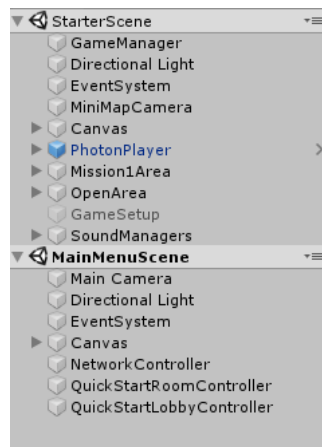 StarterScene
GameManager
Directional Light
EventSystem
MiniMapCamera
Canvas
PhotonPlayer
Mission1Area
OpenArea
GameSetup
SoundManagers
MainMenuScene
Main Camera
Directional Light
EventSystem
Canvas
NetworkController
QuickStartRoomController
QuickStartLobbyController